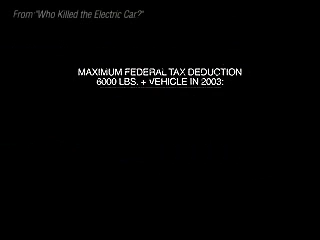 From "Who Killed the Electric Car?"
MAXIMUM FEDERAL TAX DEDUCTION
6000 LBS. + VEHICLE IN 2003: